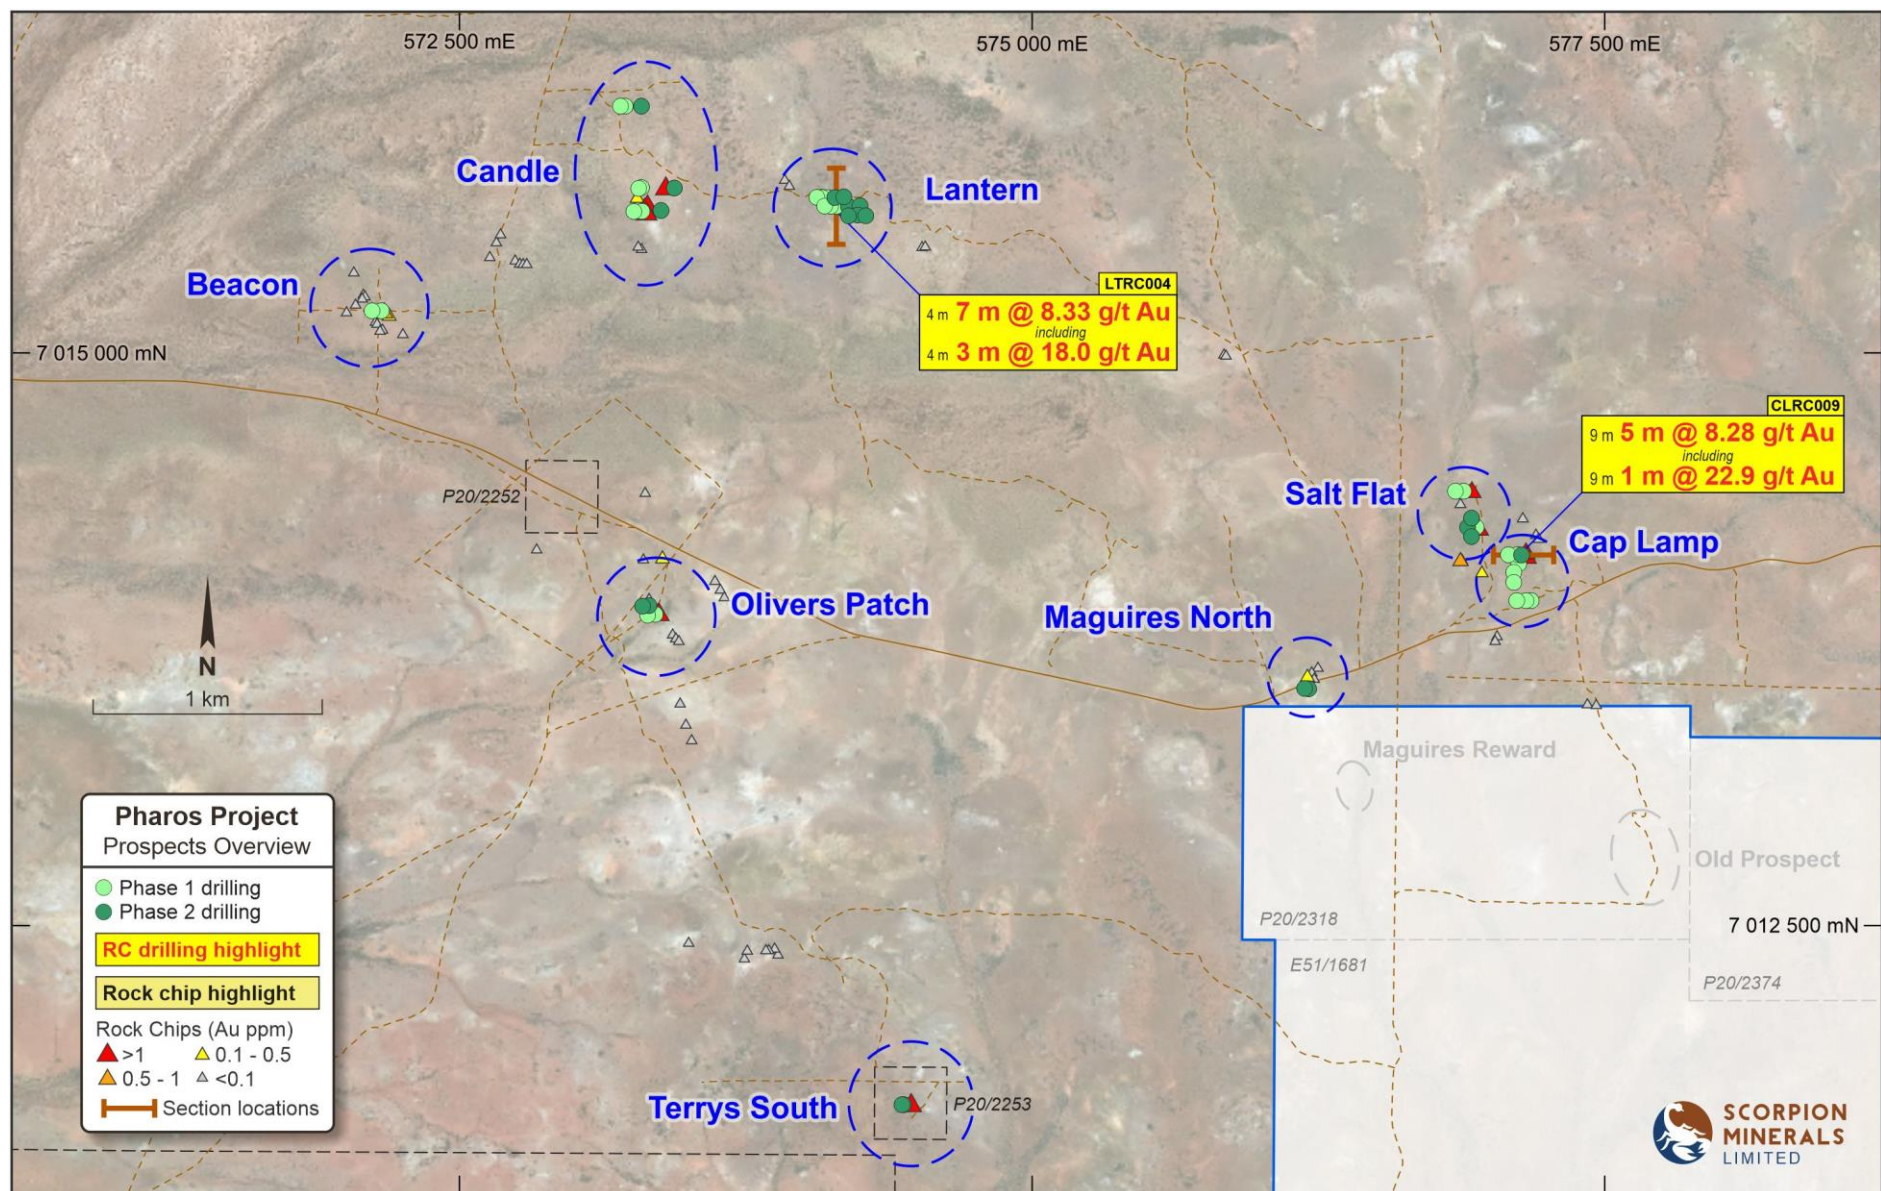 572 500 mE
575 000 mE
577 500 mE
Candle
Lantern
Beacon
LTRC004
4 m 7 m @ 8.33 g/t Au
including
4 m 3 m @ 18.0 g/t Au
7 015 000 mN
CLRC009
9 m 5 m @ 8.28 g/t Au
including
9 m 1 m @ 22.9 g/t Au
P20/2252
Salt Flat
Cap Lamp
Olivers Patch
Maguires North
N
1 km
Maguires Reward
Old Prospect
P20/2318
7 012 500 mN
E51/1681
P20/2374
Pharos Project
Prospects Overview
Phase 1 drilling
Phase 2 drilling
RC drilling highlight
Rock chip highlight
Rock Chips (Au ppm)
>1 0.1 - 0.5
0.5 - 1 <0.1
Section locations
Terrys South
P20/2253
SCORPION
MINERALS
LIMITED